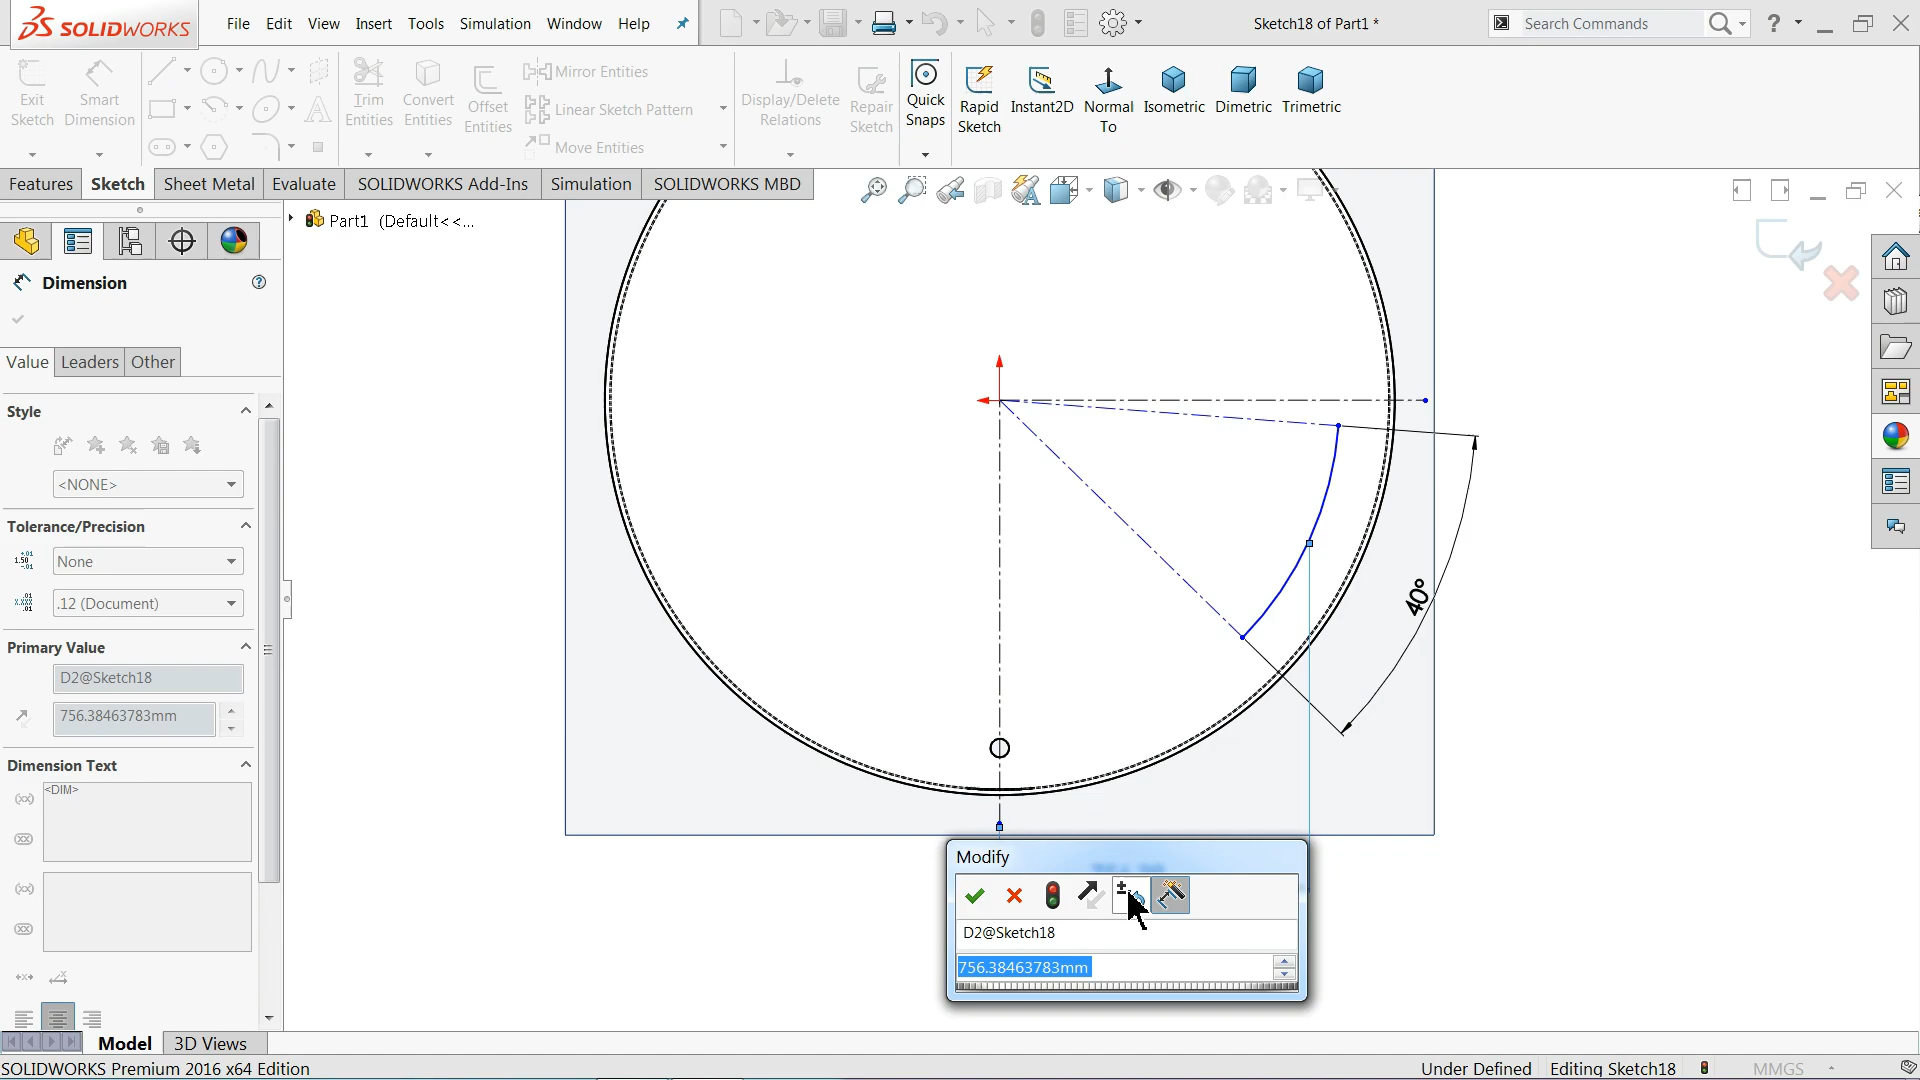 SOLIDWORKS
File Edit View Insert Tools Simulation Window Help
Sketch18 of Part1 *
Search Commands
Exit Sketch
Smart Dimension
Trim Entities
Convert Entities
Offset Entities
Mirror Entities
Linear Sketch Pattern
Move Entities
Display/Delete Relations
Repair Sketch
Quick Snaps
Rapid Sketch
Instant2D
Normal To
Isometric
Dimetric
Trimetric
Features Sketch Sheet Metal Evaluate SOLIDWORKS Add-Ins Simulation SOLIDWORKS MBD
Part1 (Default<<...
Dimension
Value Leaders Other
Style
<NONE>
Tolerance/Precision
None
.12 (Document)
Primary Value
D2@Sketch18
756.38463783mm
Dimension Text
<DIM>
40°
Modify
D2@Sketch18
756.38463783mm
Model 3D Views
SOLIDWORKS Premium 2016 x64 Edition
Under Defined Editing Sketch18 MMGS